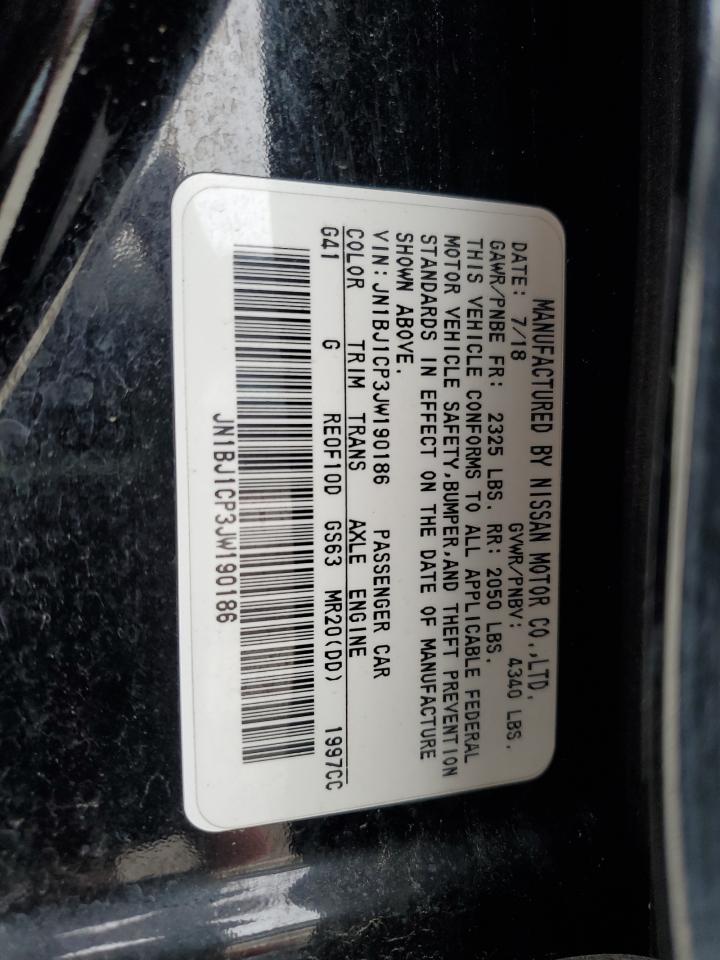 MANUFACTURED BY NISSAN MOTOR CO.,LTD.
DATE: 7/18 GVWR/PNBV: 4340 LBS.
GAWR/PNBE FR: 2325 LBS. RR: 2050 LBS.
THIS VEHICLE CONFORMS TO ALL APPLICABLE FEDERAL
MOTOR VEHICLE SAFETY,BUMPER,AND THEFT PREVENTION
STANDARDS IN EFFECT ON THE DATE OF MANUFACTURE
SHOWN ABOVE.
VIN: JN1BJ1CP3JW190186 PASSENGER CAR
COLOR TRIM TRANS AXLE ENGINE
G41 G RE0F10D GS63 MR20(DD) 1997CC
JN1BJ1CP3JW190186